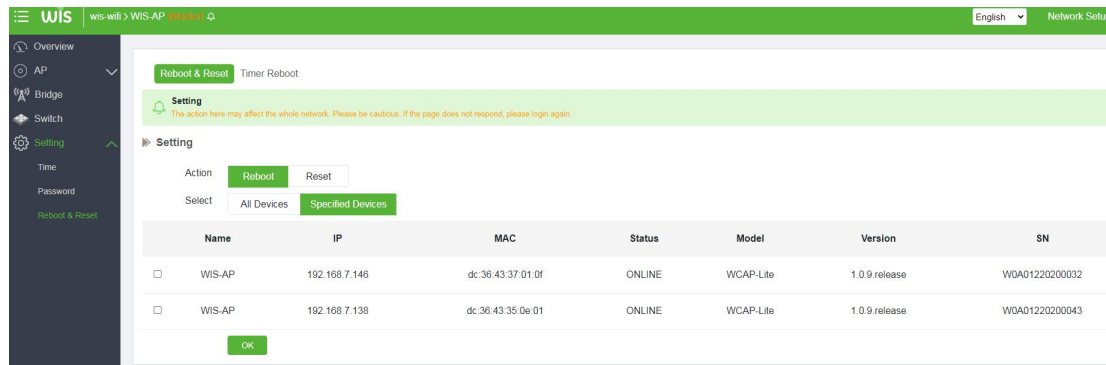 wis wis-wifi > WIS-AP [Master] English Network Setu
Overview
AP
Bridge
Switch
Setting
Time
Password
Reboot & Reset
Reboot & Reset Timer Reboot
Setting
The action here may affect the whole network. Please be cautious. If the page does not respond, please login again
Setting
Action Reboot Reset
Select All Devices Specified Devices
Name IP MAC Status Model Version SN
WIS-AP 192.168.7.146 dc:36:43:37:01:0f ONLINE WCAP-Lite 1.0.9.release W0A01220200032
WIS-AP 192.168.7.138 dc:36:43:35:0e:01 ONLINE WCAP-Lite 1.0.9.release W0A01220200043
OK